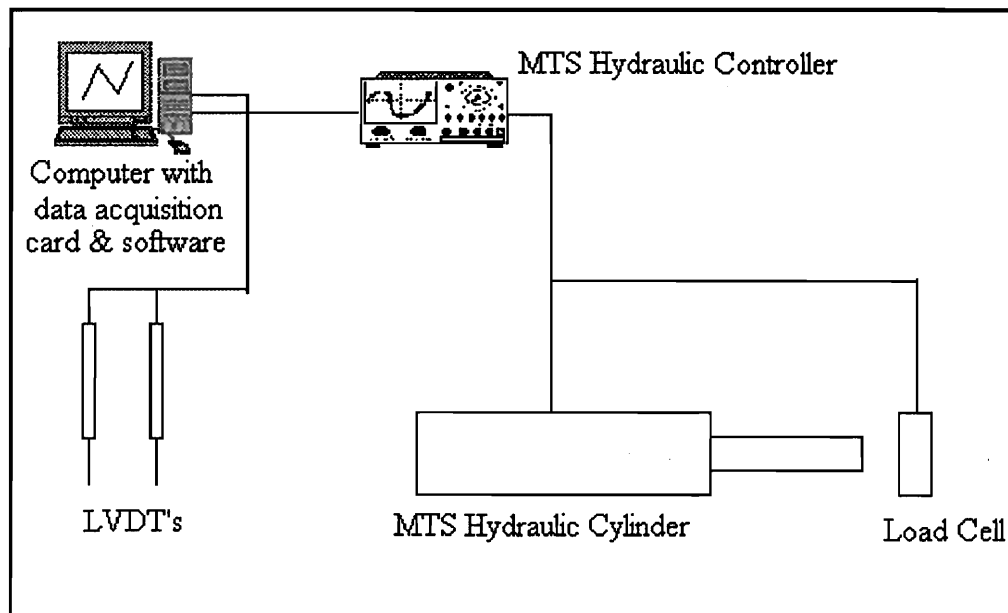 MTS Hydraulic Controller
Computer with
data acquisition
card & software
LVDT's
MTS Hydraulic Cylinder
Load Cell